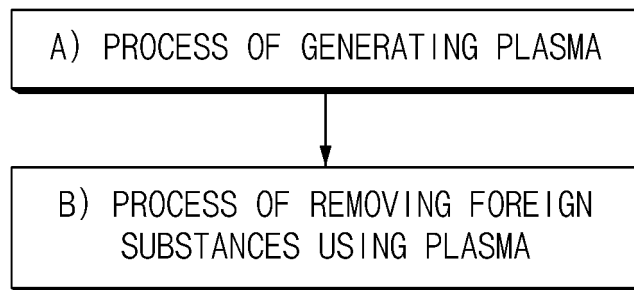 A) PROCESS OF GENERATING PLASMA
B) PROCESS OF REMOVING FOREIGN
SUBSTANCES USING PLASMA